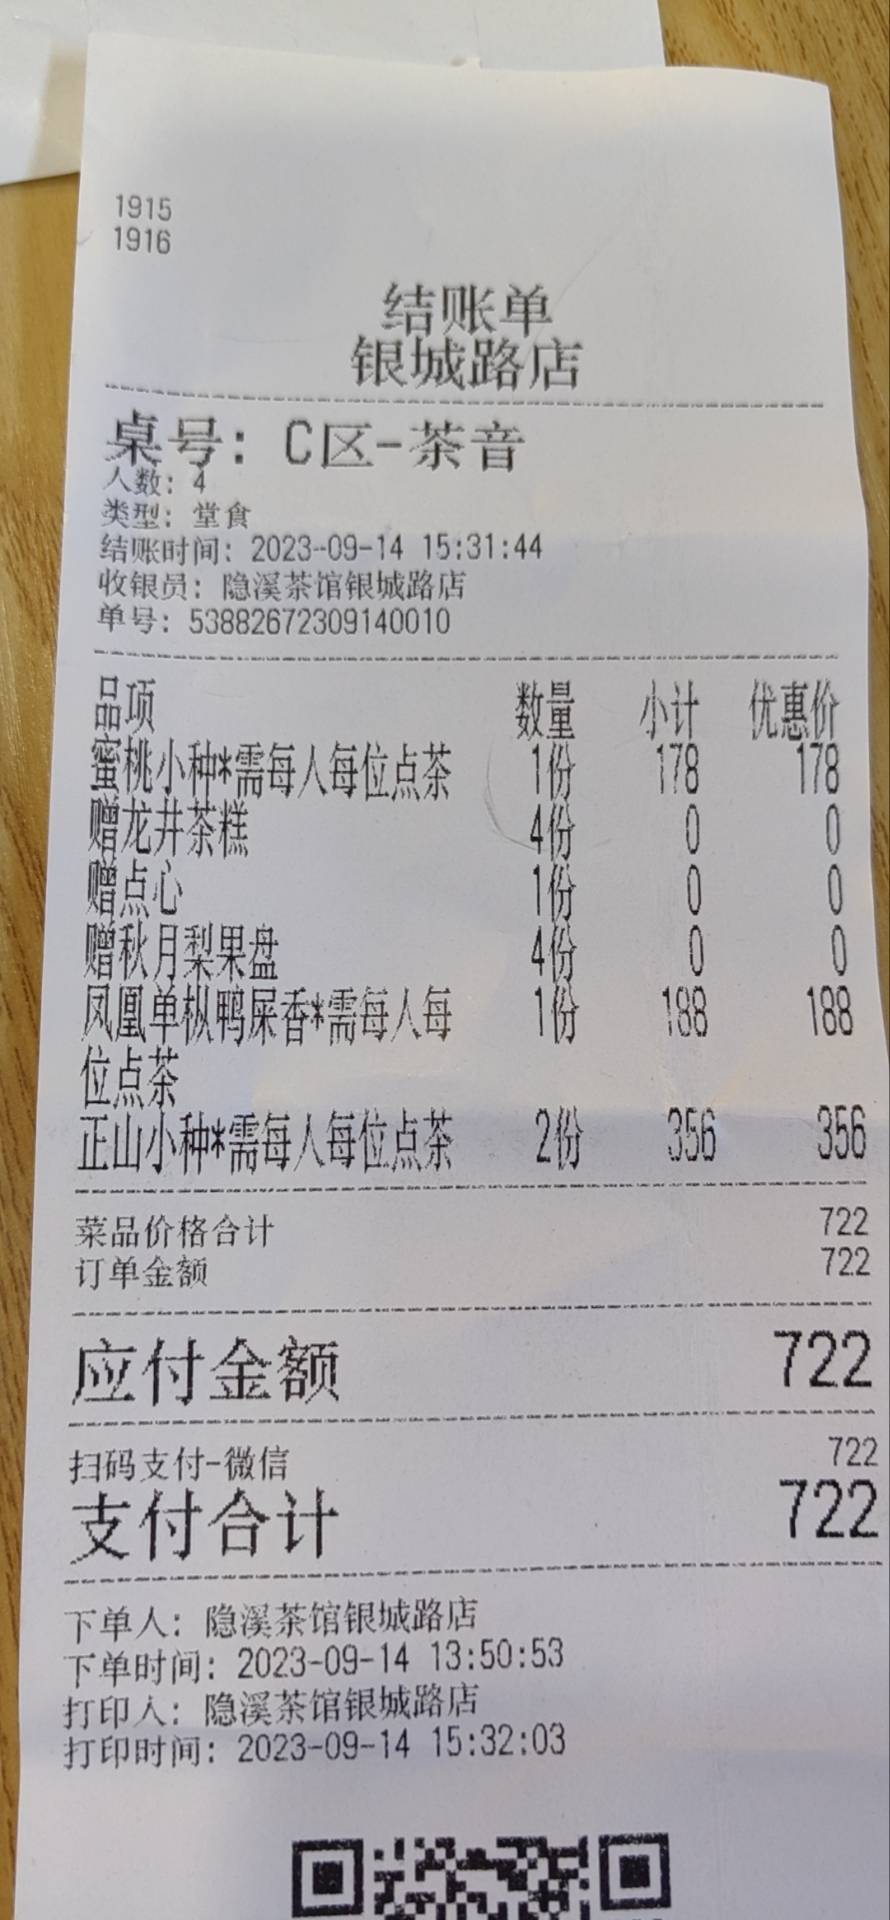 1915
1916
结账单
银城路店
桌号: C区-茶音
人数: 4
类型: 堂食
结账时间: 2023-09-14 15:31:44
收银员: 隐溪茶馆银城路店
单号: 53882672309140010
品项 数量 小计 优惠价
蜜桃小种*需每人每位点茶 1份 178 178
赠龙井茶糕 4份 0 0
赠点心 1份 0 0
赠秋月梨果盘 4份 0 0
凤凰单枞鸭屎香*需每人每 1份 188 188
位点茶
正山小种*需每人每位点茶 2份 356 356
菜品价格合计 722
订单金额 722
应付金额 722
扫码支付-微信 722
支付合计 722
下单人: 隐溪茶馆银城路店
下单时间: 2023-09-14 13:50:53
打印人: 隐溪茶馆银城路店
打印时间: 2023-09-14 15:32:03